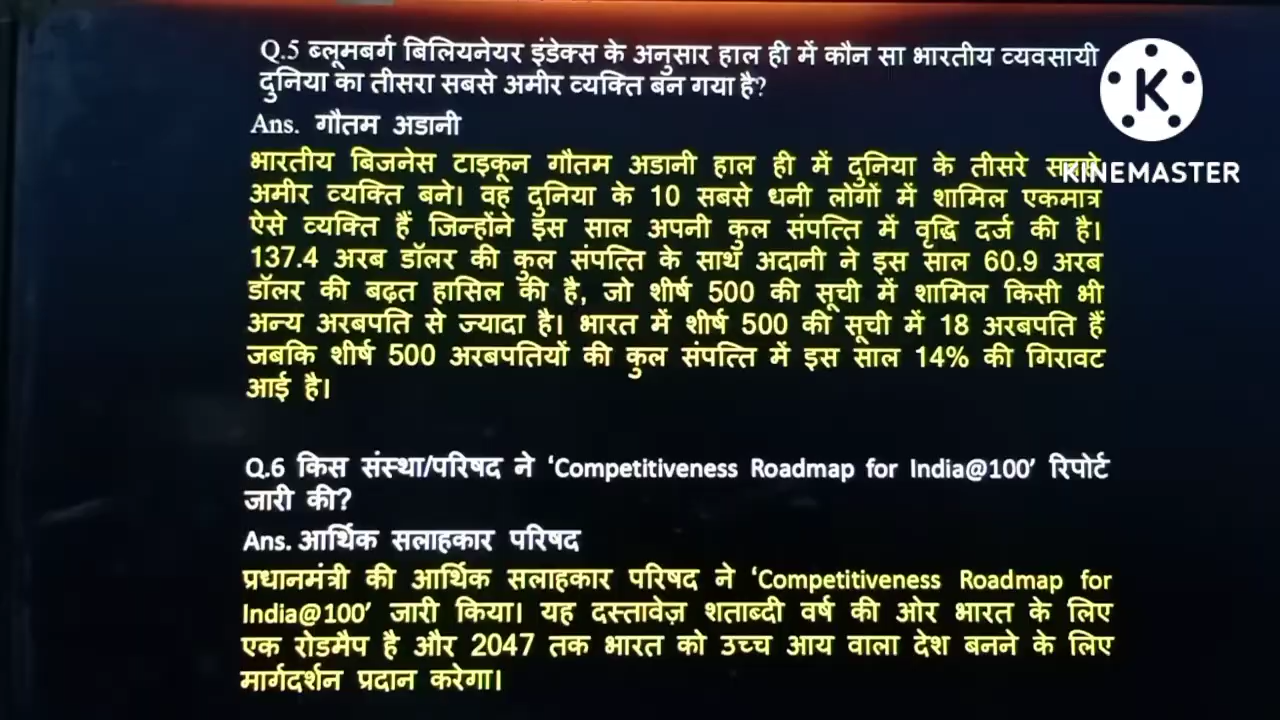 Q.5 ब्लूमबर्ग बिलियनेयर इंडेक्स के अनुसार हाल ही में कौन सा भारतीय व्यवसायी
दुनिया का तीसरा सबसे अमीर व्यक्ति बन गया है?
Ans. गौतम अडानी
भारतीय बिजनेस टाइकून गौतम अडानी हाल ही में दुनिया के तीसरे सबसे
अमीर व्यक्ति बने। वह दुनिया के 10 सबसे धनी लोगों में शामिल एकमात्र
ऐसे व्यक्ति हैं जिन्होंने इस साल अपनी कुल संपत्ति में वृद्धि दर्ज की है।
137.4 अरब डॉलर की कुल संपत्ति के साथ अदानी ने इस साल 60.9 अरब
डॉलर की बढ़त हासिल की है, जो शीर्ष 500 की सूची में शामिल किसी भी
अन्य अरबपति से ज्यादा है। भारत में शीर्ष 500 की सूची में 18 अरबपति हैं
जबकि शीर्ष 500 अरबपतियों की कुल संपत्ति में इस साल 14% की गिरावट
आई है।
Q.6 किस संस्था/परिषद ने ‘Competitiveness Roadmap for India@100’ रिपोर्ट
जारी की?
Ans. आर्थिक सलाहकार परिषद
प्रधानमंत्री की आर्थिक सलाहकार परिषद ने ‘Competitiveness Roadmap for
India@100’ जारी किया। यह दस्तावेज़ शताब्दी वर्ष की ओर भारत के लिए
एक रोडमैप है और 2047 तक भारत को उच्च आय वाला देश बनने के लिए
मार्गदर्शन प्रदान करेगा।
K
KINEMASTER